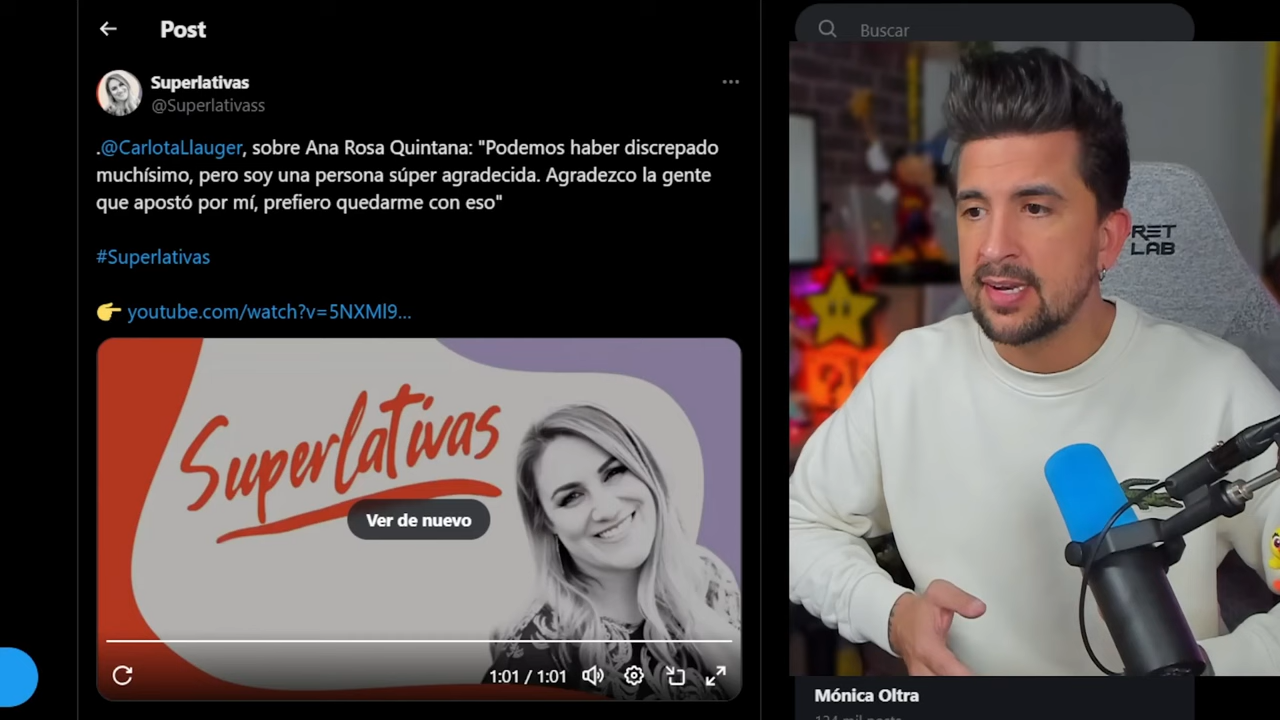 Post
Buscar
Superlativas
@Superlativass
.@CarlotaLlauger, sobre Ana Rosa Quintana: "Podemos haber discrepado
muchísimo, pero soy una persona súper agradecida. Agradezco la gente
que apostó por mí, prefiero quedarme con eso"
#Superlativas
👉 youtube.com/watch?v=5NXMl9...
Superlativas
Ver de nuevo
1:01 / 1:01
RET
LAB
Mónica Oltra